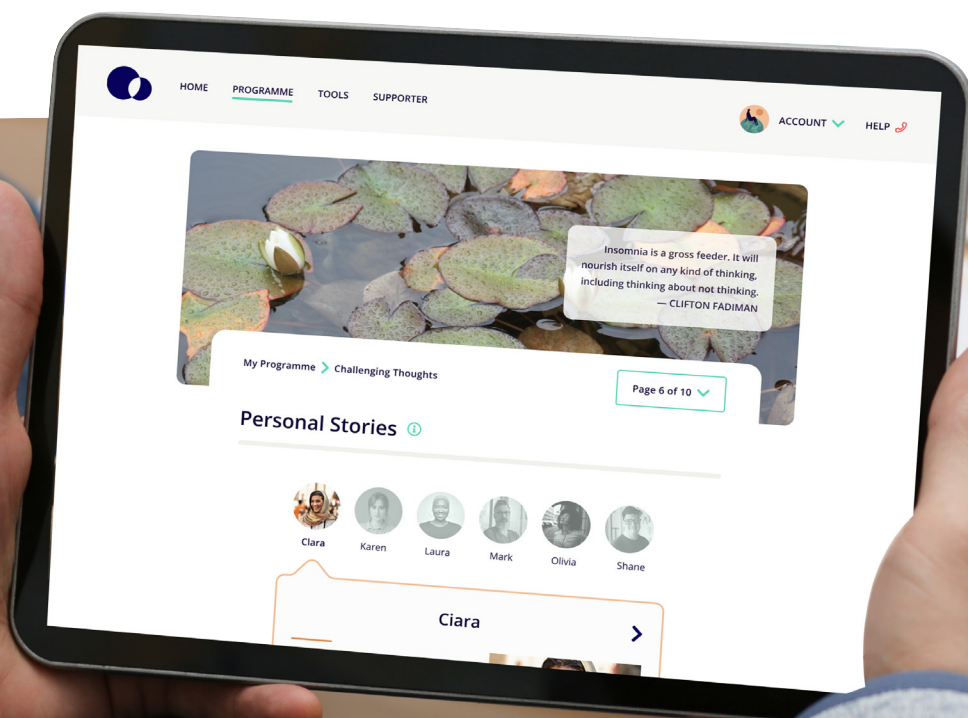 HOME PROGRAMME TOOLS SUPPORTER ACCOUNT HELP
Insomnia is a gross feeder. It will
nourish itself on any kind of thinking,
including thinking about not thinking.
— CLIFTON FADIMAN
My Programme Challenging Thoughts
Page 6 of 10
Personal Stories
Clara Karen Laura Mark Olivia Shane
Ciara